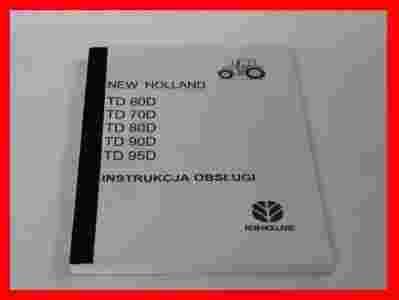 NEW HOLLAND
TD 60D
TD 70D
TD 80D
TD 90D
TD 95D
INSTRUKCJA OBSŁUGI
NEW HOLLAND